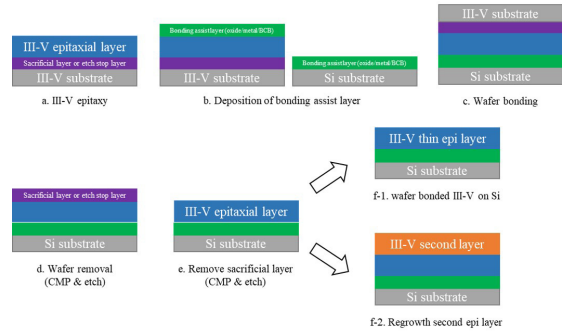 III-V epitaxial layer
Sacrificial layer or etch stop layer
III-V substrate
a. III-V epitaxy
Bonding assist layer (oxide/metal/BCB)
III-V substrate
Bonding assist layer (oxide/metal/BCB)
Si substrate
b. Deposition of bonding assist layer
III-V substrate
Si substrate
c. Wafer bonding
Sacrificial layer or etch stop layer
Si substrate
d. Wafer removal
(CMP & etch)
III-V epitaxial layer
Si substrate
e. Remove sacrificial layer
(CMP & etch)
III-V thin epi layer
Si substrate
f-1. wafer bonded III-V on Si
III-V second layer
Si substrate
f-2. Regrowth second epi layer